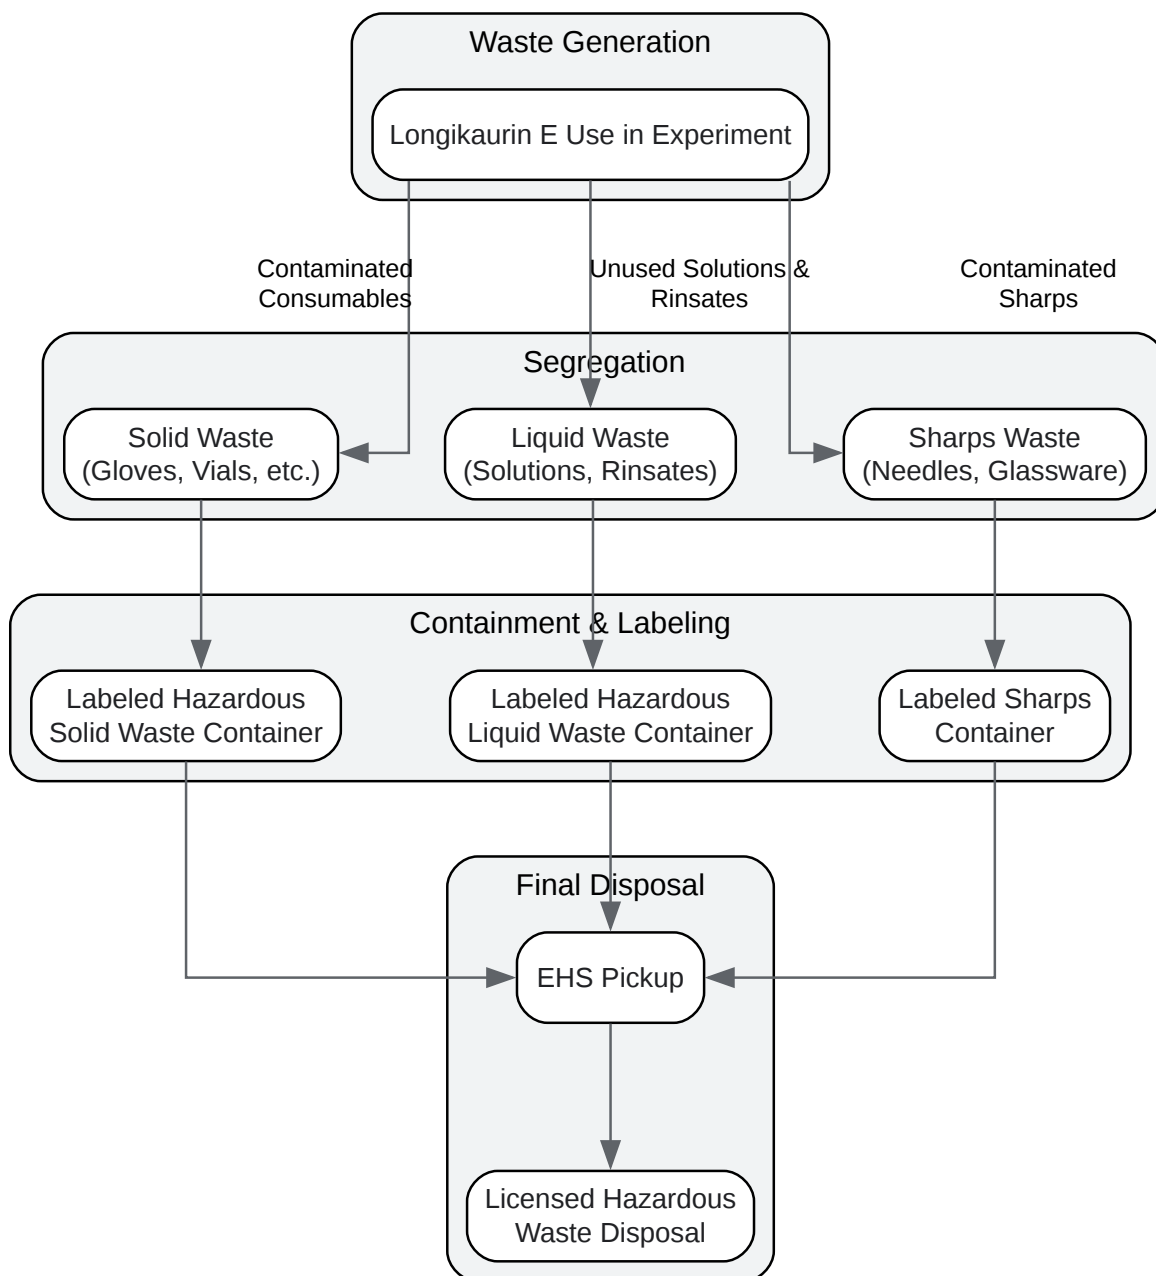 Waste Generation
Longikaurin E Use in Experiment
Contaminated
Consumables
Unused Solutions &
Rinsates
Contaminated
Sharps
Segregation
Solid Waste
(Gloves, Vials, etc.)
Liquid Waste
(Solutions, Rinsates)
Sharps Waste
(Needles, Glassware)
Containment & Labeling
Labeled Hazardous
Solid Waste Container
Labeled Hazardous
Liquid Waste Container
Labeled Sharps
Container
Final Disposal
EHS Pickup
Licensed Hazardous
Waste Disposal